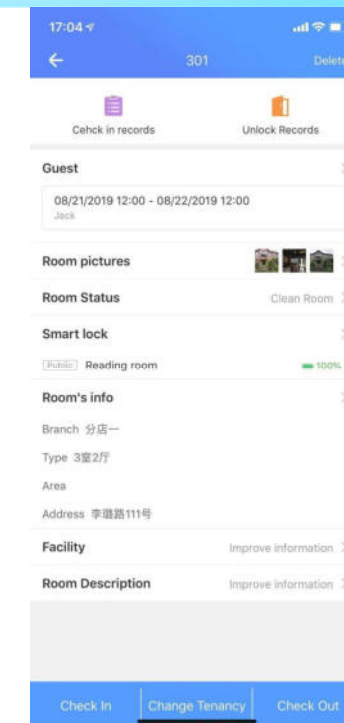 17:04
301 Delete
Cehck in records Unlock Records
Guest
08/21/2019 12:00 - 08/22/2019 12:00
Jack
Room pictures
Room Status Clean Room
Smart lock
Public Reading room 100%
Room's info
Branch 分店一
Type 3室2厅
Area
Address 李璐路111号
Facility Improve information
Room Description Improve information
Check In Change Tenancy Check Out